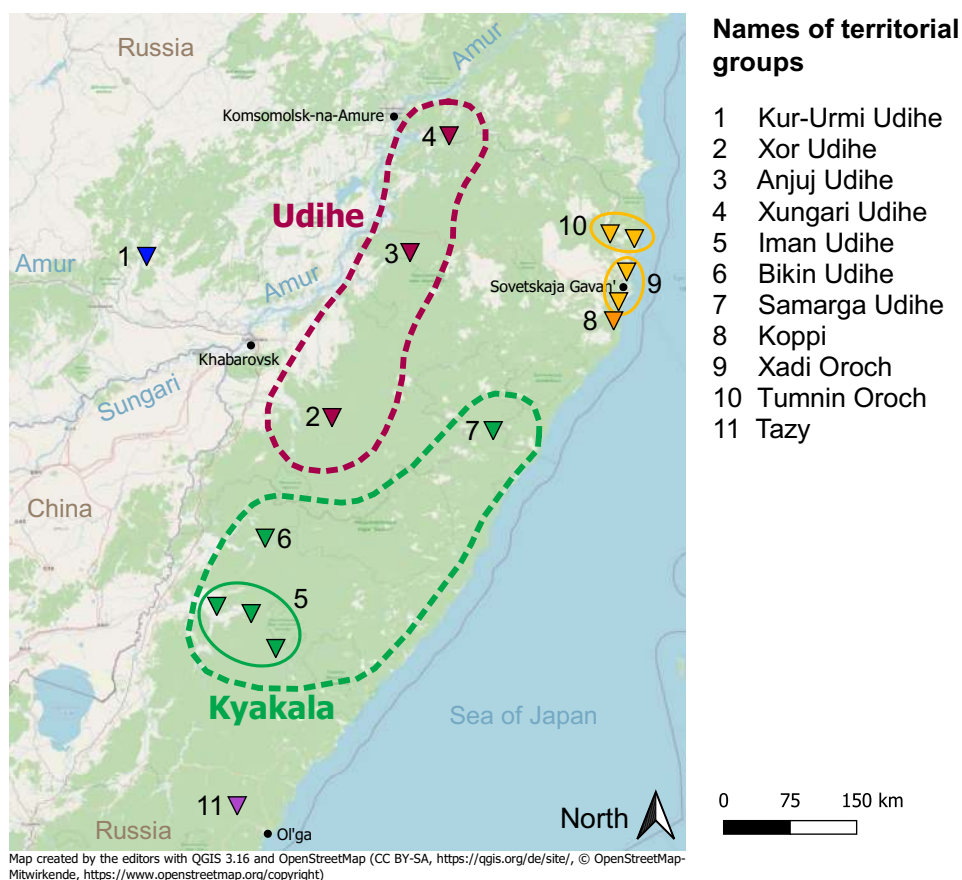 Russia
Amur
Komsomolsk-na-Amure
4
Udihe
10
1
3
Amur
Amur
Sovetskaja Gavan'
9
8
Khabarovsk
Sungari
2
7
China
6
5
Kyakala
Sea of Japan
11
Russia
Ol'ga
North
Map created by the editors with QGIS 3.16 and OpenStreetMap (CC BY-SA, https://qgis.org/de/site/, © OpenStreetMap-
Mitwirkende, https://www.openstreetmap.org/copyright)
Names of territorial
groups
1 Kur-Urmi Udihe
2 Xor Udihe
3 Anjuj Udihe
4 Xungari Udihe
5 Iman Udihe
6 Bikin Udihe
7 Samarga Udihe
8 Koppi
9 Xadi Oroch
10 Tumnin Oroch
11 Tazy
0 75 150 km